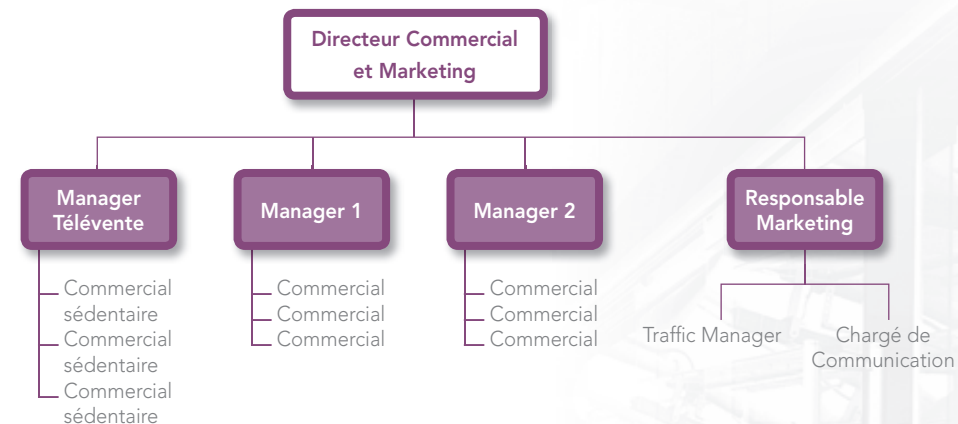 Directeur Commercial
et Marketing
Manager
Télévente
Manager 1
Manager 2
Responsable
Marketing
Commercial
sédentaire
Commercial
sédentaire
Commercial
sédentaire
Commercial
Commercial
Commercial
Commercial
Commercial
Commercial
Traffic Manager
Chargé de
Communication